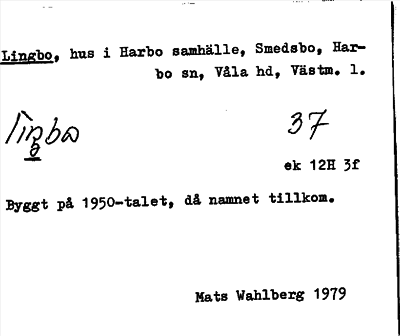 Lingbo, hus i Harbo samhälle, Smedsbo, Har-
bo sn, Våla hd, Västm. l.
lìŋbo 37
ek 12H 3f
Byggt på 1950-talet, då namnet tillkom.
Mats Wahlberg 1979